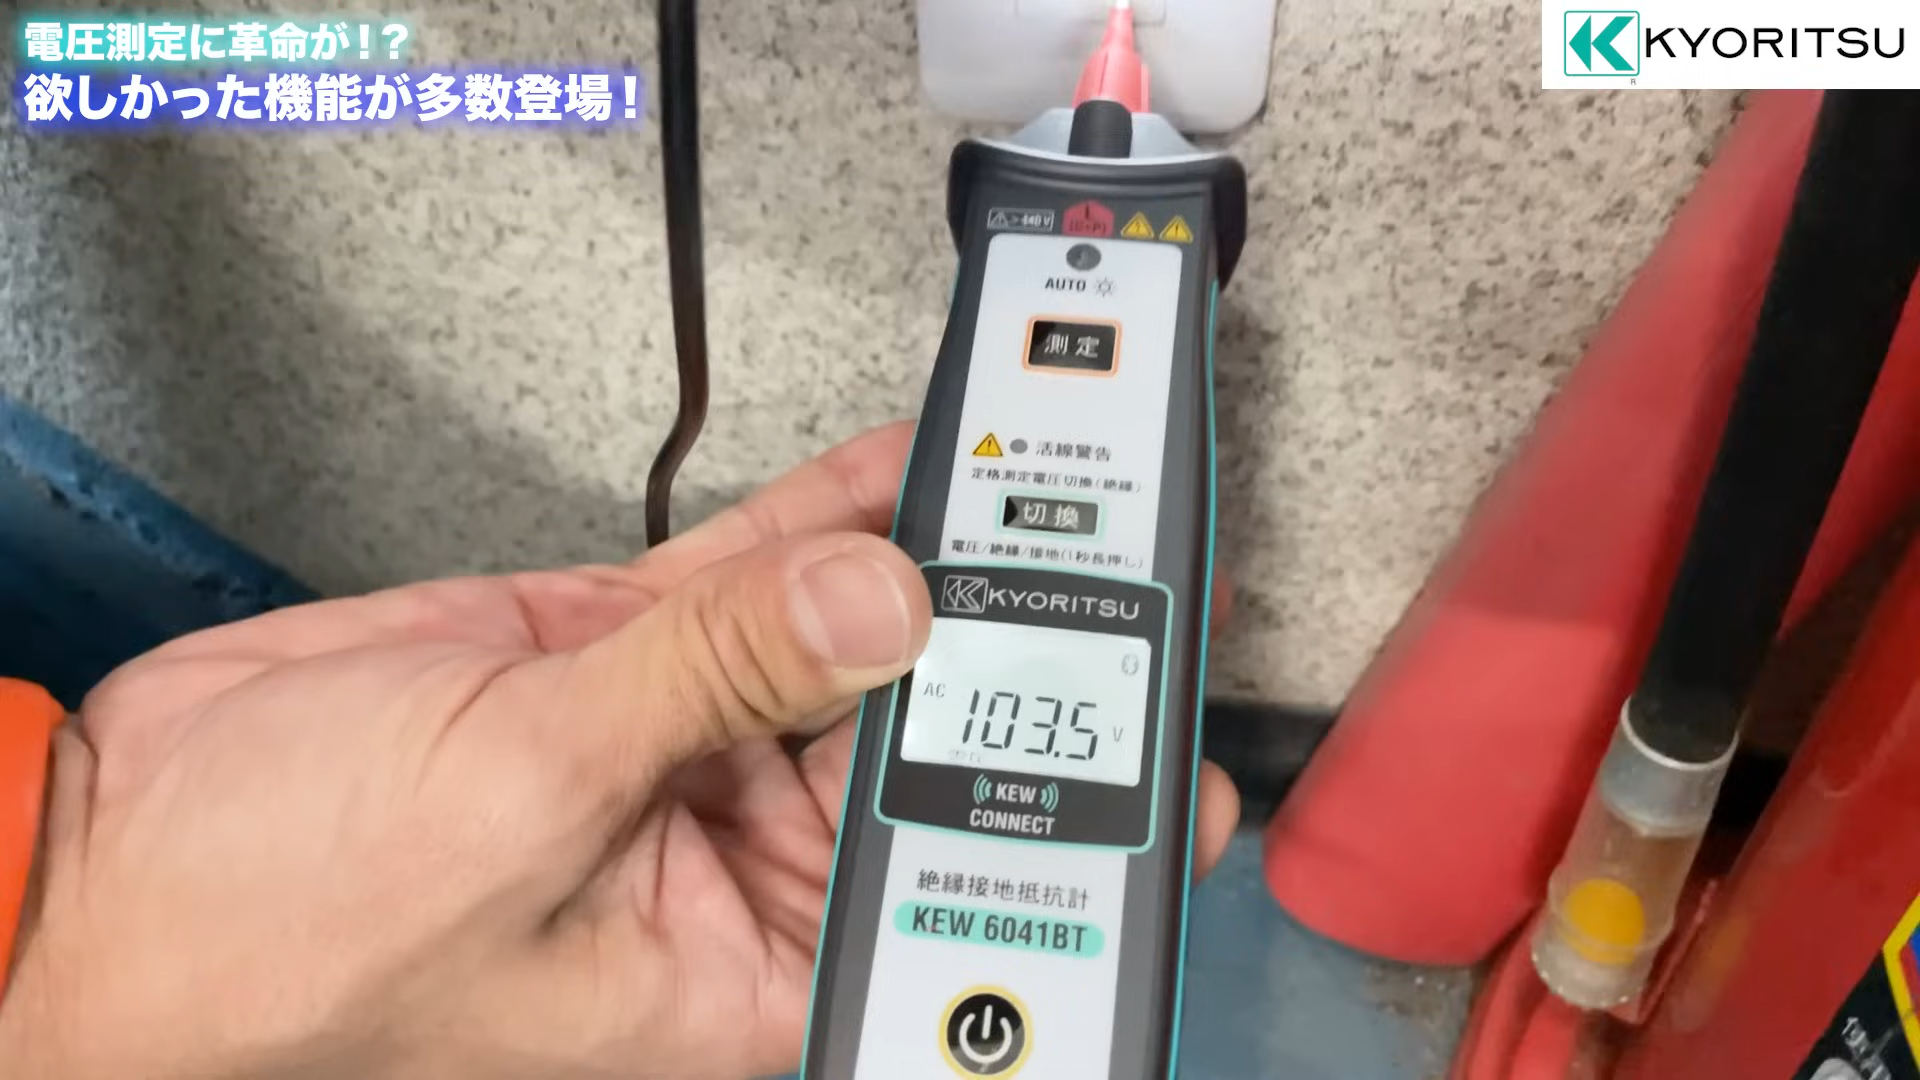 電圧測定に革命が!?
欲しかった機能が多数登場!
KYORITSU
AUTO
測定
活線警告
定格測定電圧切換(絶縁)
切換
電圧/絶縁/接地(1秒長押し)
KYORITSU
AC 103.5 V
KEW
CONNECT
絶縁接地抵抗計
KEW 6041BT